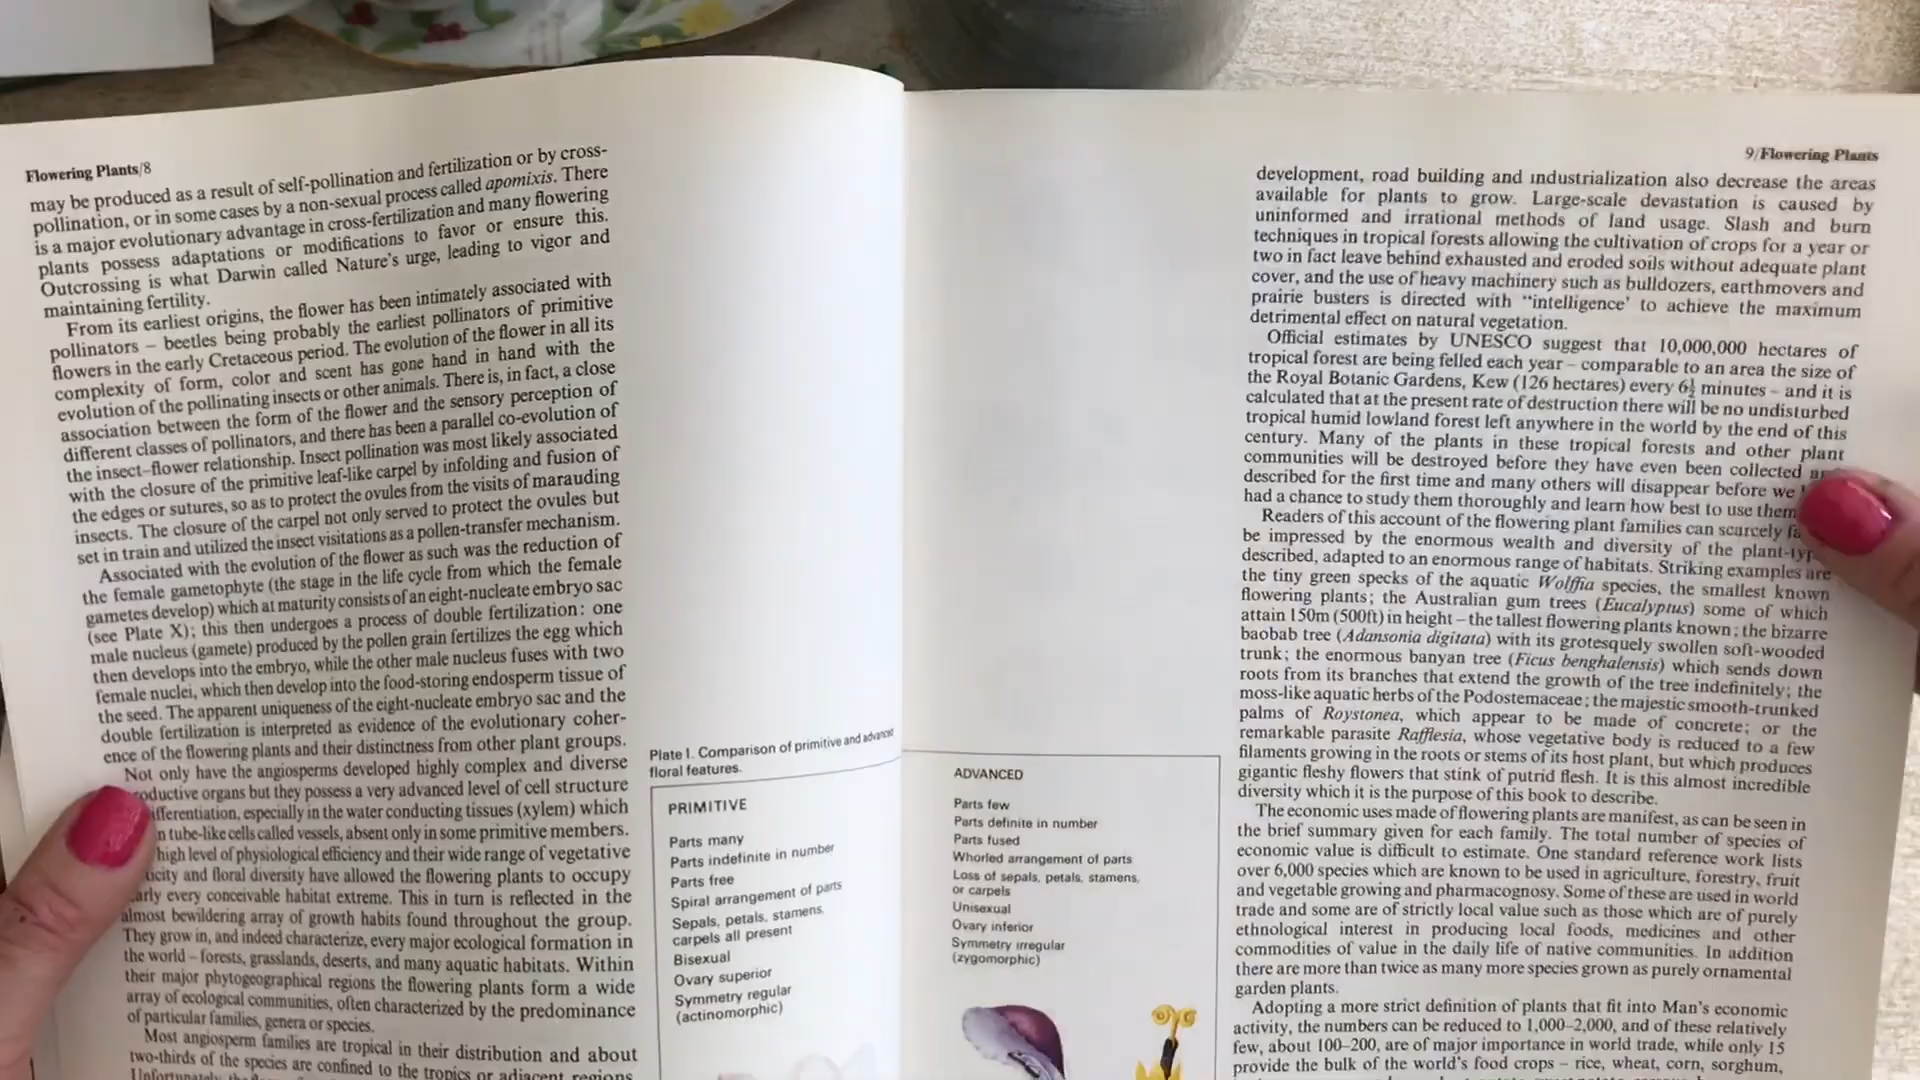 Flowering Plants/8
may be produced as a result of self-pollination and fertilization or by cross-
pollination, or in some cases by a non-sexual process called apomixis. There
is a major evolutionary advantage in cross-fertilization and many flowering
plants possess adaptations or modifications to favor or ensure this.
Outcrossing is what Darwin called Nature's urge, leading to vigor and
maintaining fertility.
From its earliest origins, the flower has been intimately associated with
pollinators – beetles being probably the earliest pollinators of primitive
flowers in the early Cretaceous period. The evolution of the flower in all its
complexity of form, color and scent has gone hand in hand with the
evolution of the pollinating insects or other animals. There is, in fact, a close
association between the form of the flower and the sensory perception of
different classes of pollinators, and there has been a parallel co-evolution of
the insect–flower relationship. Insect pollination was most likely associated
with the closure of the primitive leaf-like carpel by infolding and fusion of
the edges or sutures, so as to protect the ovules from the visits of marauding
insects. The closure of the carpel not only served to protect the ovules but
set in train and utilized the insect visitations as a pollen-transfer mechanism.
Associated with the evolution of the flower as such was the reduction of
the female gametophyte (the stage in the life cycle from which the female
gametes develop) which at maturity consists of an eight-nucleate embryo sac
(see Plate X); this then undergoes a process of double fertilization: one
male nucleus (gamete) produced by the pollen grain fertilizes the egg which
then develops into the embryo, while the other male nucleus fuses with two
female nuclei, which then develop into the food-storing endosperm tissue of
the seed. The apparent uniqueness of the eight-nucleate embryo sac and the
double fertilization is interpreted as evidence of the evolutionary coher-
ence of the flowering plants and their distinctness from other plant groups.
Not only have the angiosperms developed highly complex and diverse
organs but they possess a very advanced level of cell structure
especially in the water conducting tissues (xylem) which
tube-like cells called vessels, absent only in some primitive members.
high level of physiological efficiency and their wide range of vegetative
and floral diversity have allowed the flowering plants to occupy
every conceivable habitat extreme. This in turn is reflected in the
almost bewildering array of growth habits found throughout the group.
They grow in, and indeed characterize, every major ecological formation in
the world – forests, grasslands, deserts, and many aquatic habitats. Within
their major phytogeographical regions the flowering plants form a wide
array of ecological communities, often characterized by the predominance
of particular families, genera or species.
Most angiosperm families are tropical in their distribution and about
two-thirds of the species are confined to the tropics or adjacent regions.
Plate I. Comparison of primitive and advanced
floral features.
PRIMITIVE
Parts many
Parts indefinite in number
Parts free
Spiral arrangement of parts
Sepals, petals, stamens,
carpels all present
Bisexual
Ovary superior
Symmetry regular
(actinomorphic)
ADVANCED
Parts few
Parts definite in number
Parts fused
Whorled arrangement of parts
Loss of sepals, petals, stamens,
or carpels
Unisexual
Ovary inferior
Symmetry irregular
(zygomorphic)
9/Flowering Plants
development, road building and industrialization also decrease the areas
available for plants to grow. Large-scale devastation is caused by
uninformed and irrational methods of land usage. Slash and burn
techniques in tropical forests allowing the cultivation of crops for a year or
two in fact leave behind exhausted and eroded soils without adequate plant
cover, and the use of heavy machinery such as bulldozers, earthmovers and
prairie busters is directed with "intelligence' to achieve the maximum
detrimental effect on natural vegetation.
Official estimates by UNESCO suggest that 10,000,000 hectares of
tropical forest are being felled each year – comparable to an area the size of
the Royal Botanic Gardens, Kew (126 hectares) every 6½ minutes – and it is
calculated that at the present rate of destruction there will be no undisturbed
tropical humid lowland forest left anywhere in the world by the end of this
century. Many of the plants in these tropical forests and other plant
communities will be destroyed before they have even been collected
described for the first time and many others will disappear before we
had a chance to study them thoroughly and learn how best to use them
Readers of this account of the flowering plant families can scarcely
be impressed by the enormous wealth and diversity of the
described, adapted to an enormous range of habitats. Striking examples are
the tiny green specks of the aquatic Wolffia species, the smallest known
flowering plants; the Australian gum trees (Eucalyptus) some of which
attain 150m (500ft) in height – the tallest flowering plants known; the bizarre
baobab tree (Adansonia digitata) with its grotesquely swollen soft-wooded
trunk; the enormous banyan tree (Ficus benghalensis) which sends down
roots from its branches that extend the growth of the tree indefinitely; the
moss-like aquatic herbs of the Podostemaceae; the majestic smooth-trunked
palms of Roystonea, which appear to be made of concrete; or the
remarkable parasite Rafflesia, whose vegetative body is reduced to a few
filaments growing in the roots or stems of its host plant, but which produces
gigantic fleshy flowers that stink of putrid flesh. It is this almost incredible
diversity which it is the purpose of this book to describe.
The economic uses made of flowering plants are manifest, as can be seen in
the brief summary given for each family. The total number of species of
economic value is difficult to estimate. One standard reference work lists
over 6,000 species which are known to be used in agriculture, forestry, fruit
and vegetable growing and pharmacognosy. Some of these are used in world
trade and some are of strictly local value such as those which are of purely
ethnological interest in producing local foods, medicines and other
commodities of value in the daily life of native communities. In addition
there are more than twice as many more species grown as purely ornamental
garden plants.
Adopting a more strict definition of plants that fit into Man's economic
activity, the numbers can be reduced to 1,000–2,000, and of these relatively
few, about 100–200, are of major importance in world trade, while only 15
provide the bulk of the world's food crops – rice, wheat, corn, sorghum,